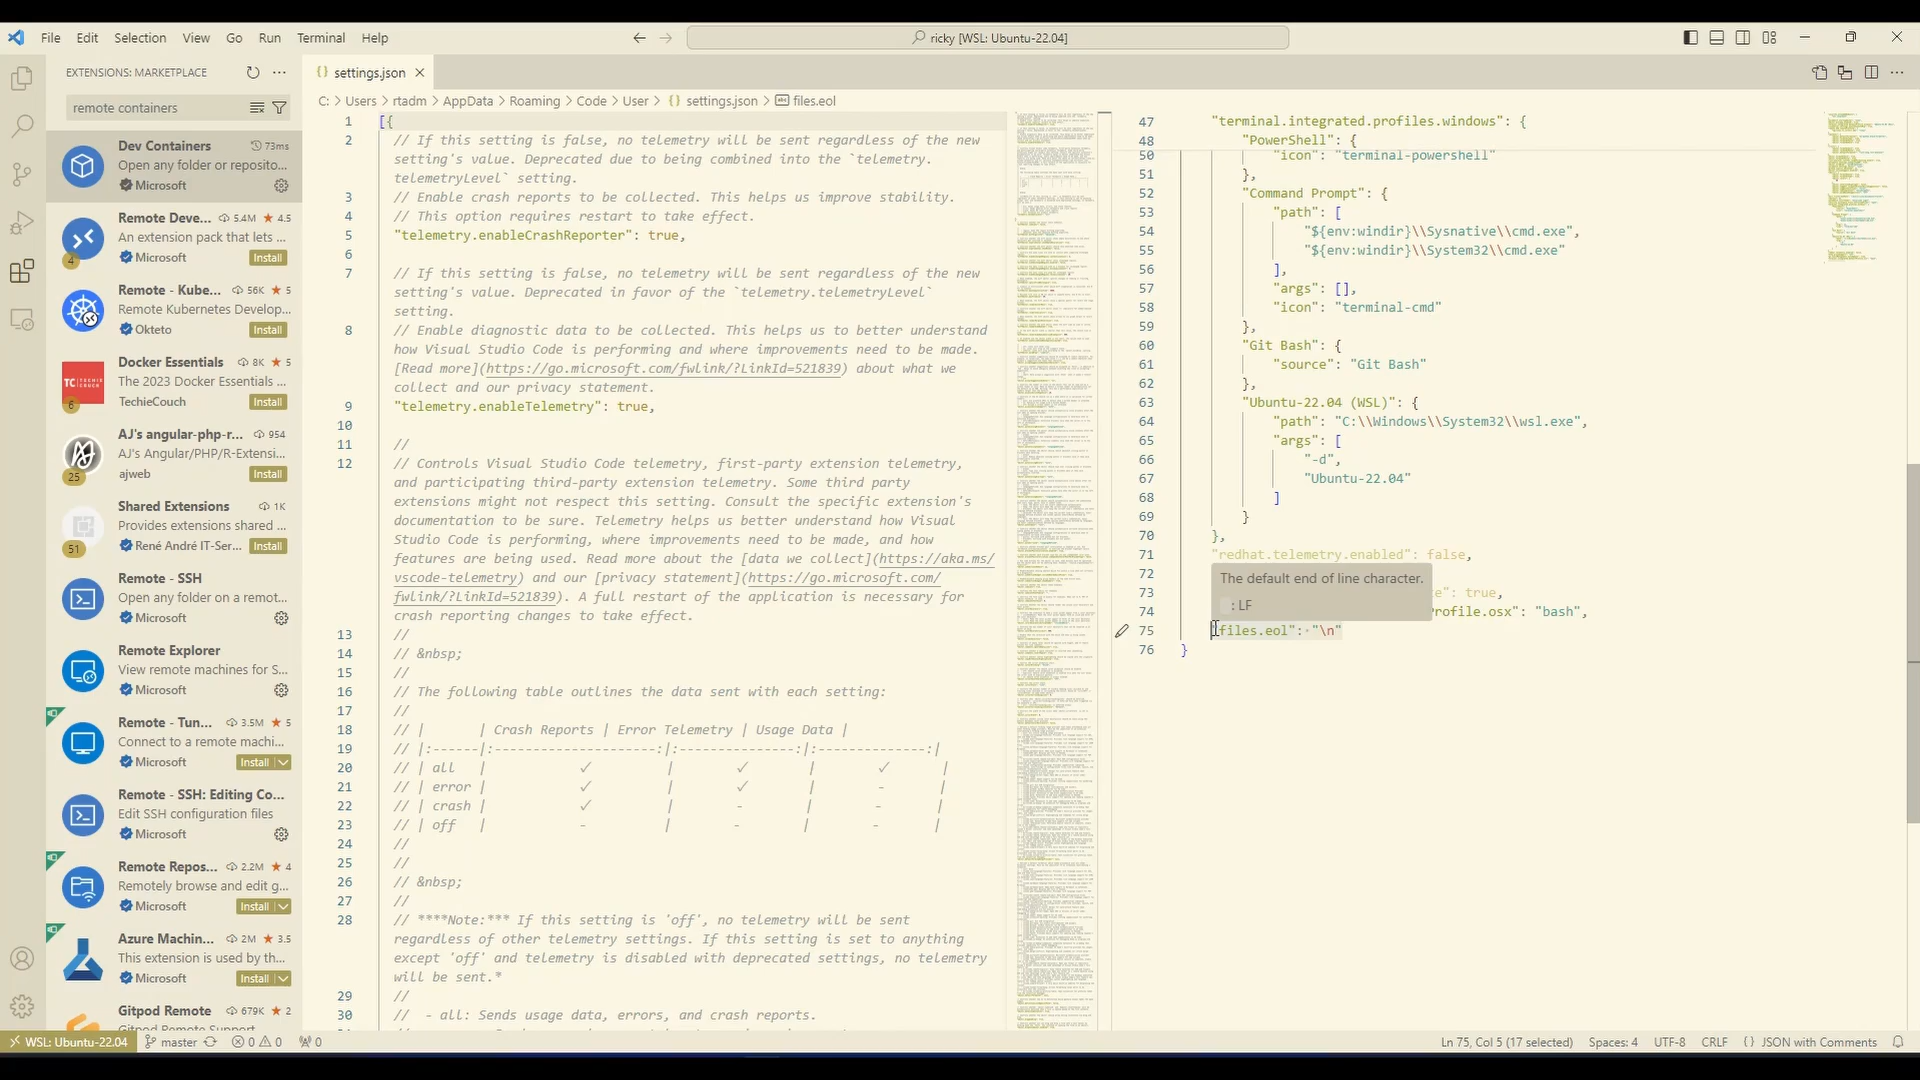 File Edit Selection View Go Run Terminal Help
ricky [WSL: Ubuntu-22.04]
EXTENSIONS: MARKETPLACE
remote containers
Dev Containers 73ms
Open any folder or reposito...
Microsoft
Remote Deve... 5.4M ★ 4.5
An extension pack that lets ...
4
Microsoft Install
Remote - Kube... 56K ★ 5
Remote Kubernetes Develop...
Okteto Install
Docker Essentials 8K ★ 5
The 2023 Docker Essentials ...
6
TechieCouch Install
AJ's angular-php-r... 954
AJ's Angular/PHP/R-Extensi...
25
ajweb Install
Shared Extensions 1K
Provides extensions shared ...
51
René André IT-Ser... Install
Remote - SSH
Open any folder on a remot...
Microsoft
Remote Explorer
View remote machines for S...
Microsoft
Remote - Tun... 3.5M ★ 5
Connect to a remote machi...
Microsoft Install
Remote - SSH: Editing Co...
Edit SSH configuration files
Microsoft
Remote Repos... 2.2M ★ 4
Remotely browse and edit g...
Microsoft Install
Azure Machin... 2M ★ 3.5
This extension is used by th...
Microsoft Install
Gitpod Remote 679K ★ 2
settings.json
C: > Users > rtadm > AppData > Roaming > Code > User > {} settings.json > files.eol
1 [{
2 // If this setting is false, no telemetry will be sent regardless of the new
setting's value. Deprecated due to being combined into the `telemetry.
telemetryLevel` setting.
3 // Enable crash reports to be collected. This helps us improve stability.
4 // This option requires restart to take effect.
5 "telemetry.enableCrashReporter": true,
6
7 // If this setting is false, no telemetry will be sent regardless of the new
setting's value. Deprecated in favor of the `telemetry.telemetryLevel`
setting.
8 // Enable diagnostic data to be collected. This helps us to better understand
how Visual Studio Code is performing and where improvements need to be made.
[Read more](https://go.microsoft.com/fwlink/?LinkId=521839) about what we
collect and our privacy statement.
9 "telemetry.enableTelemetry": true,
10
11 //
12 // Controls Visual Studio Code telemetry, first-party extension telemetry,
and participating third-party extension telemetry. Some third party
extensions might not respect this setting. Consult the specific extension's
documentation to be sure. Telemetry helps us better understand how Visual
Studio Code is performing, where improvements need to be made, and how
features are being used. Read more about the [data we collect](https://aka.ms/
vscode-telemetry) and our [privacy statement](https://go.microsoft.com/
fwlink/?LinkId=521839). A full restart of the application is necessary for
crash reporting changes to take effect.
13 //
14 // &nbsp;
15 //
16 // The following table outlines the data sent with each setting:
17 //
18 // | | Crash Reports | Error Telemetry | Usage Data |
19 // |:------|:---------------------:|:---------------:|:--------------:|
20 // | all | ✓ | ✓ | ✓ |
21 // | error | ✓ | ✓ | - |
22 // | crash | ✓ | - | - |
23 // | off | - | - | - |
24 //
25 //
26 // &nbsp;
27 //
28 // ****Note:*** If this setting is 'off', no telemetry will be sent
regardless of other telemetry settings. If this setting is set to anything
except 'off' and telemetry is disabled with deprecated settings, no telemetry
will be sent.*
29 //
30 // - all: Sends usage data, errors, and crash reports.
47 "terminal.integrated.profiles.windows": {
48 "PowerShell": {
50 "icon": "terminal-powershell"
51 },
52 "Command Prompt": {
53 "path": [
54 "${env:windir}\\Sysnative\\cmd.exe",
55 "${env:windir}\\System32\\cmd.exe"
56 ],
57 "args": [],
58 "icon": "terminal-cmd"
59 },
60 "Git Bash": {
61 "source": "Git Bash"
62 },
63 "Ubuntu-22.04 (WSL)": {
64 "path": "C:\\Windows\\System32\\wsl.exe",
65 "args": [
66 "-d",
67 "Ubuntu-22.04"
68 ]
69 }
70 },
71 "redhat.telemetry.enabled": false,
72 The default end of line character.
73 e": true,
: LF
74 Profile.osx": "bash",
75 "files.eol": "\n"
76 }
WSL: Ubuntu-22.04 master 0 0 0
Ln 75, Col 5 (17 selected) Spaces: 4 UTF-8 CRLF {} JSON with Comments